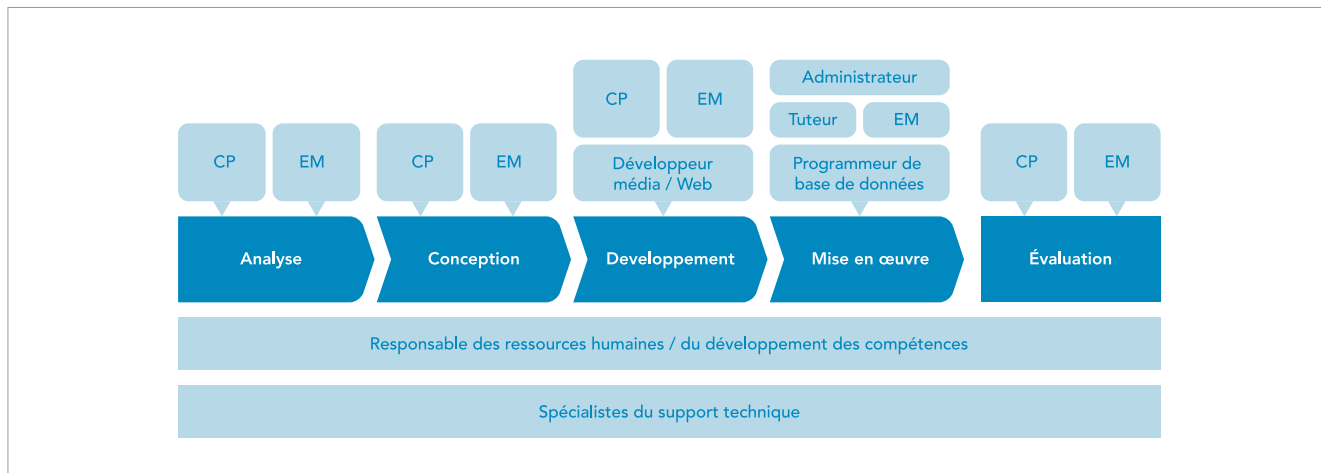 Administrateur
CP
EM
Tuteur
EM
CP
EM
CP
EM
Développeur
média / Web
Programmeur de
base de données
CP
EM
Analyse
Conception
Developpement
Mise en œuvre
Évaluation
Responsable des ressources humaines / du développement des compétences
Spécialistes du support technique